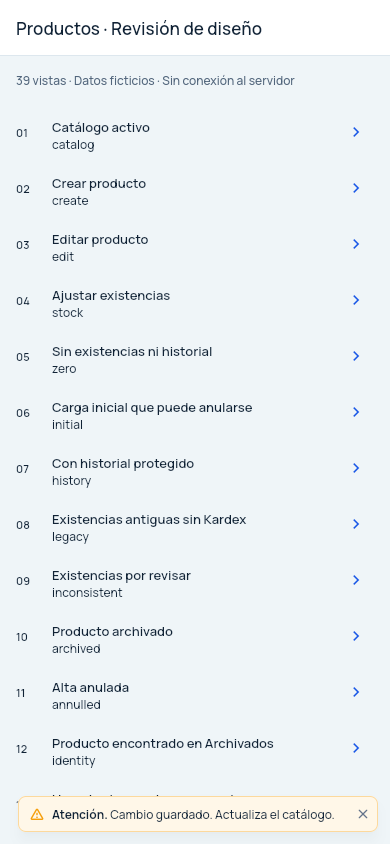 Productos · Revisión de diseño
39 vistas · Datos ficticios · Sin conexión al servidor
01
Catálogo activo
catalog
02
Crear producto
create
03
Editar producto
edit
04
Ajustar existencias
stock
05
Sin existencias ni historial
zero
06
Carga inicial que puede anularse
initial
07
Con historial protegido
history
08
Existencias antiguas sin Kardex
legacy
09
Existencias por revisar
inconsistent
10
Producto archivado
archived
11
Alta anulada
annulled
12
Producto encontrado en Archivados
identity
Atención. Cambio guardado. Actualiza el catálogo.